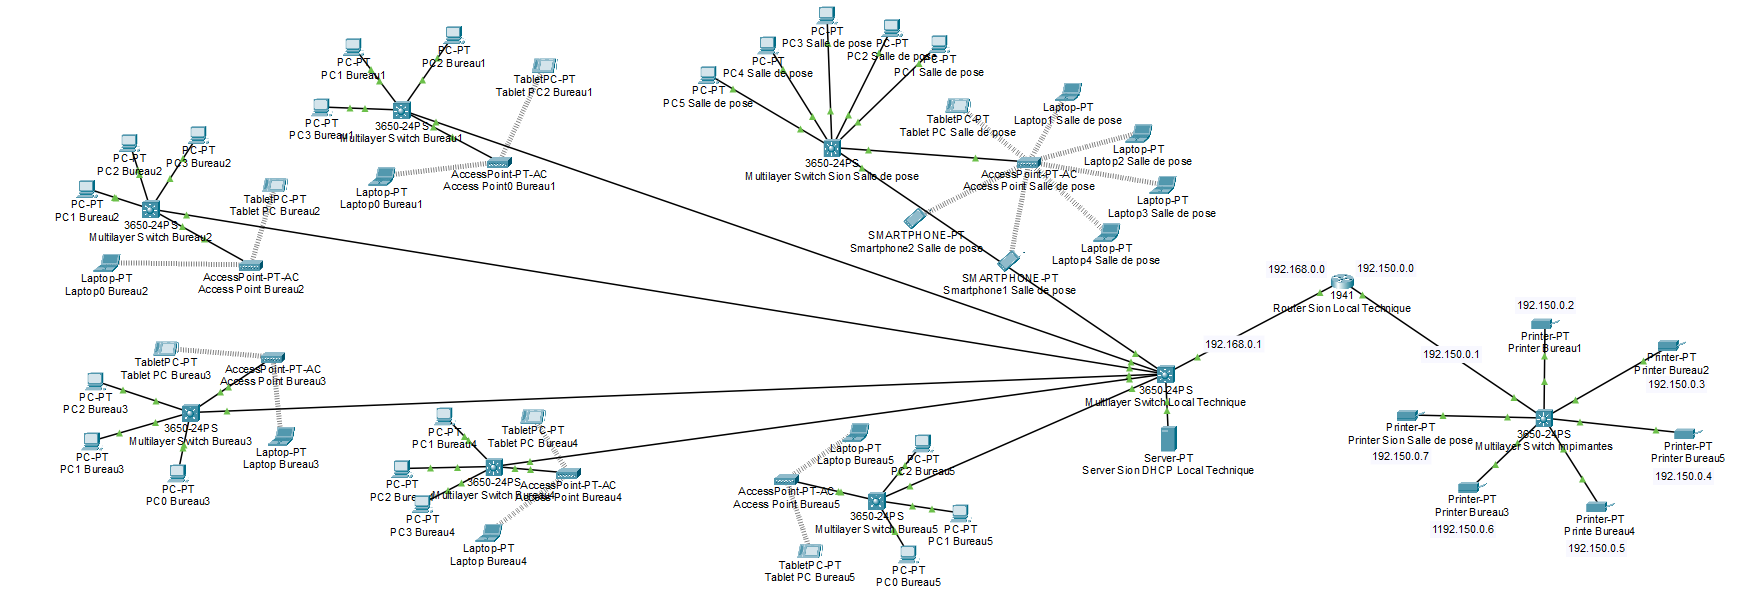 PC-PT
PC1 Bureau1
PC-PT
PC2 Bureau1
PC-PT
PC3 Bureau1
3650-24PS
Multilayer Switch Bureau1
TabletPC-PT
Tablet PC2 Bureau1
AccessPoint-PT-AC
Access Point0 Bureau1
Laptop-PT
Laptop0 Bureau1
PC-PT
PC2 Bureau2
PC-PT
PC3 Bureau2
PC-PT
PC1 Bureau2
3650-24PS
Multilayer Switch Bureau2
TabletPC-PT
Tablet PC Bureau2
Laptop-PT
Laptop0 Bureau2
AccessPoint-PT-AC
Access Point Bureau2
PC-PT
PC3 Salle de pose
PC-PT
PC2 Salle de pose
PC-PT
PC1 Salle de pose
PC-PT
PC4 Salle de pose
PC-PT
PC5 Salle de pose
3650-24PS
Multilayer Switch Sion Salle de pose
TabletPC-PT
Tablet PC Salle de pose
Laptop-PT
Laptop1 Salle de pose
Laptop-PT
Laptop2 Salle de pose
AccessPoint-PT-AC
Access Point Salle de pose
Laptop-PT
Laptop3 Salle de pose
Laptop-PT
Laptop4 Salle de pose
SMARTPHONE-PT
Smartphone2 Salle de pose
SMARTPHONE-PT
Smartphone1 Salle de pose
192.168.0.0
192.150.0.0
1941
Router Sion Local Technique
192.168.0.1
192.150.0.1
3650-24PS
Multilayer Switch Local Technique
Server-PT
Server Sion DHCP Local Technique
192.150.0.2
Printer-PT
Printer Bureau1
Printer-PT
Printer Bureau2
192.150.0.3
3650-24PS
Multilayer Switch Impimantes
Printer-PT
Printer Sion Salle de pose
192.150.0.7
Printer-PT
Printer Bureau5
192.150.0.4
Printer-PT
Printer Bureau3
1192.150.0.6
Printer-PT
Printe Bureau4
192.150.0.5
TabletPC-PT
Tablet PC Bureau3
AccessPoint-PT-AC
Access Point Bureau3
PC-PT
PC2 Bureau3
3650-24PS
Multilayer Switch Bureau3
PC-PT
PC1 Bureau3
Laptop-PT
Laptop Bureau3
PC-PT
PC0 Bureau3
PC-PT
PC1 Bureau4
TabletPC-PT
Tablet PC Bureau4
PC-PT
PC2 Bureau4
3650-24PS
Multilayer Switch Bureau4
AccessPoint-PT-AC
Access Point Bureau4
PC-PT
PC3 Bureau4
Laptop-PT
Laptop Bureau4
Laptop-PT
Laptop Bureau5
PC-PT
PC2 Bureau5
AccessPoint-PT-AC
Access Point Bureau5
3650-24PS
Multilayer Switch Bureau5
PC-PT
PC1 Bureau5
TabletPC-PT
Tablet PC Bureau5
PC-PT
PC0 Bureau5